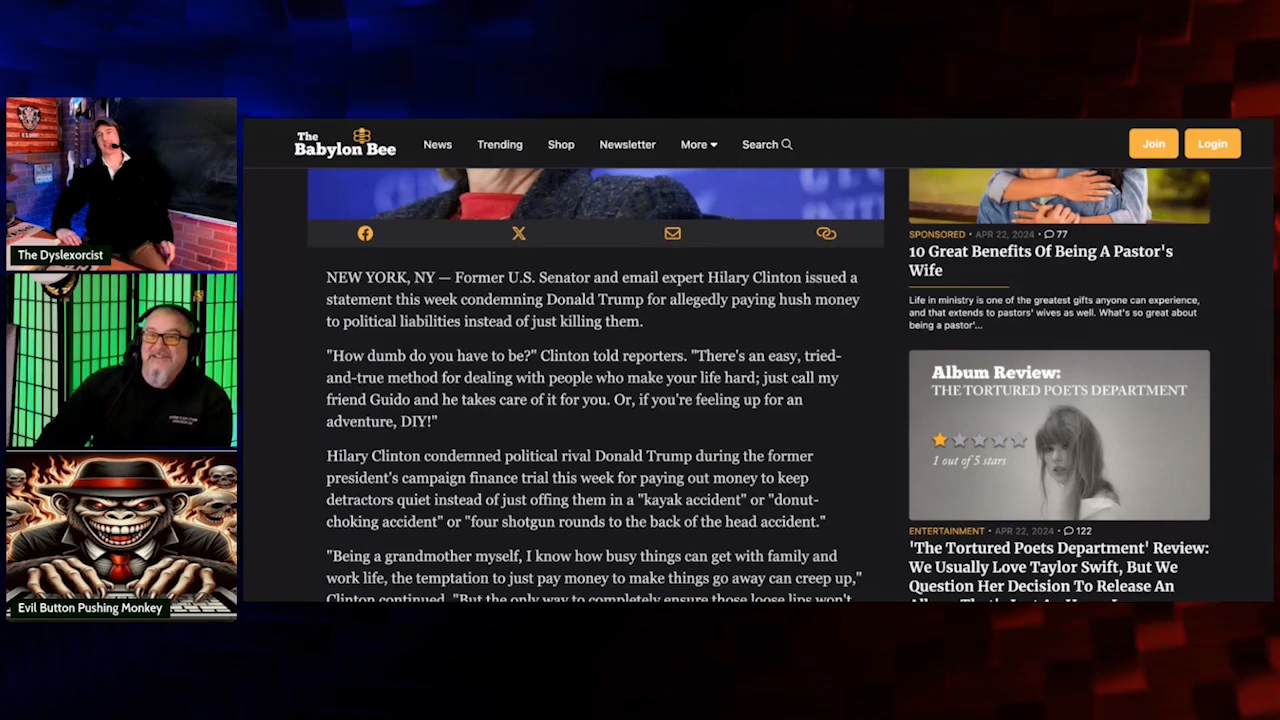 The Dyslexorcist
Evil Button Pushing Monkey
The
Babylon Bee
News
Trending
Shop
Newsletter
More
Search
Join
Login
NEW YORK, NY — Former U.S. Senator and email expert Hilary Clinton issued a
statement this week condemning Donald Trump for allegedly paying hush money
to political liabilities instead of just killing them.
"How dumb do you have to be?" Clinton told reporters. "There's an easy, tried-
and-true method for dealing with people who make your life hard; just call my
friend Guido and he takes care of it for you. Or, if you're feeling up for an
adventure, DIY!"
Hilary Clinton condemned political rival Donald Trump during the former
president's campaign finance trial this week for paying out money to keep
detractors quiet instead of just offing them in a "kayak accident" or "donut-
choking accident" or "four shotgun rounds to the back of the head accident."
"Being a grandmother myself, I know how busy things can get with family and
work life, the temptation to just pay money to make things go away can creep up,"
Clinton continued. "But the only way to completely ensure those loose lips won't
SPONSORED • APR 22, 2024 • 77
10 Great Benefits Of Being A Pastor's
Wife
Life in ministry is one of the greatest gifts anyone can experience,
and that extends to pastors' wives as well. What's so great about
being a pastor'...
Album Review:
THE TORTURED POETS DEPARTMENT
1 out of 5 stars
ENTERTAINMENT • APR 22, 2024 • 122
'The Tortured Poets Department' Review:
We Usually Love Taylor Swift, But We
Question Her Decision To Release An